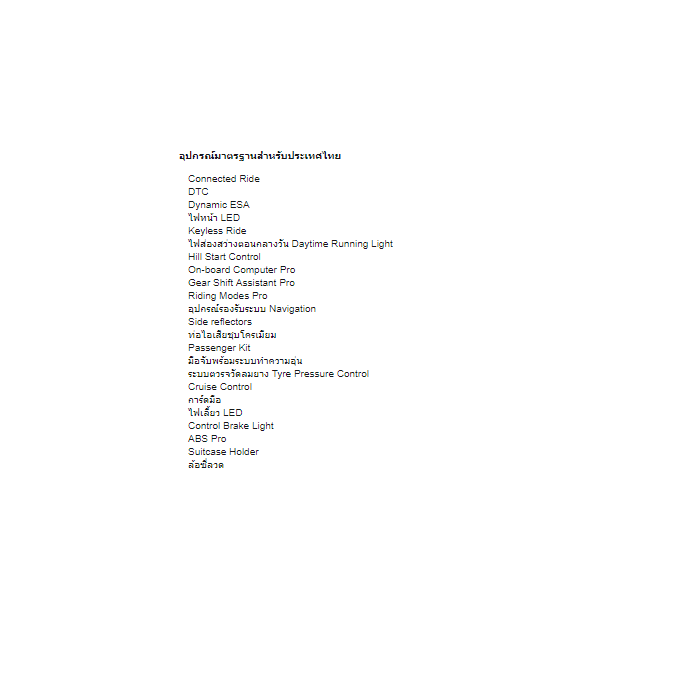 อุปกรณ์มาตรฐานสำหรับประเทศไทย
Connected Ride
DTC
Dynamic ESA
ไฟหน้า LED
Keyless Ride
ไฟส่องสว่างตอนกลางวัน Daytime Running Light
Hill Start Control
On-board Computer Pro
Gear Shift Assistant Pro
Riding Modes Pro
อุปกรณ์รองรับระบบ Navigation
Side reflectors
ท่อไอเสียชุบโครเมียม
Passenger Kit
มือจับพร้อมระบบทำความอุ่น
ระบบตวรจวัดลมยาง Tyre Pressure Control
Cruise Control
การ์ดมือ
ไฟเลี้ยว LED
Control Brake Light
ABS Pro
Suitcase Holder
ล้อซี่ลวด